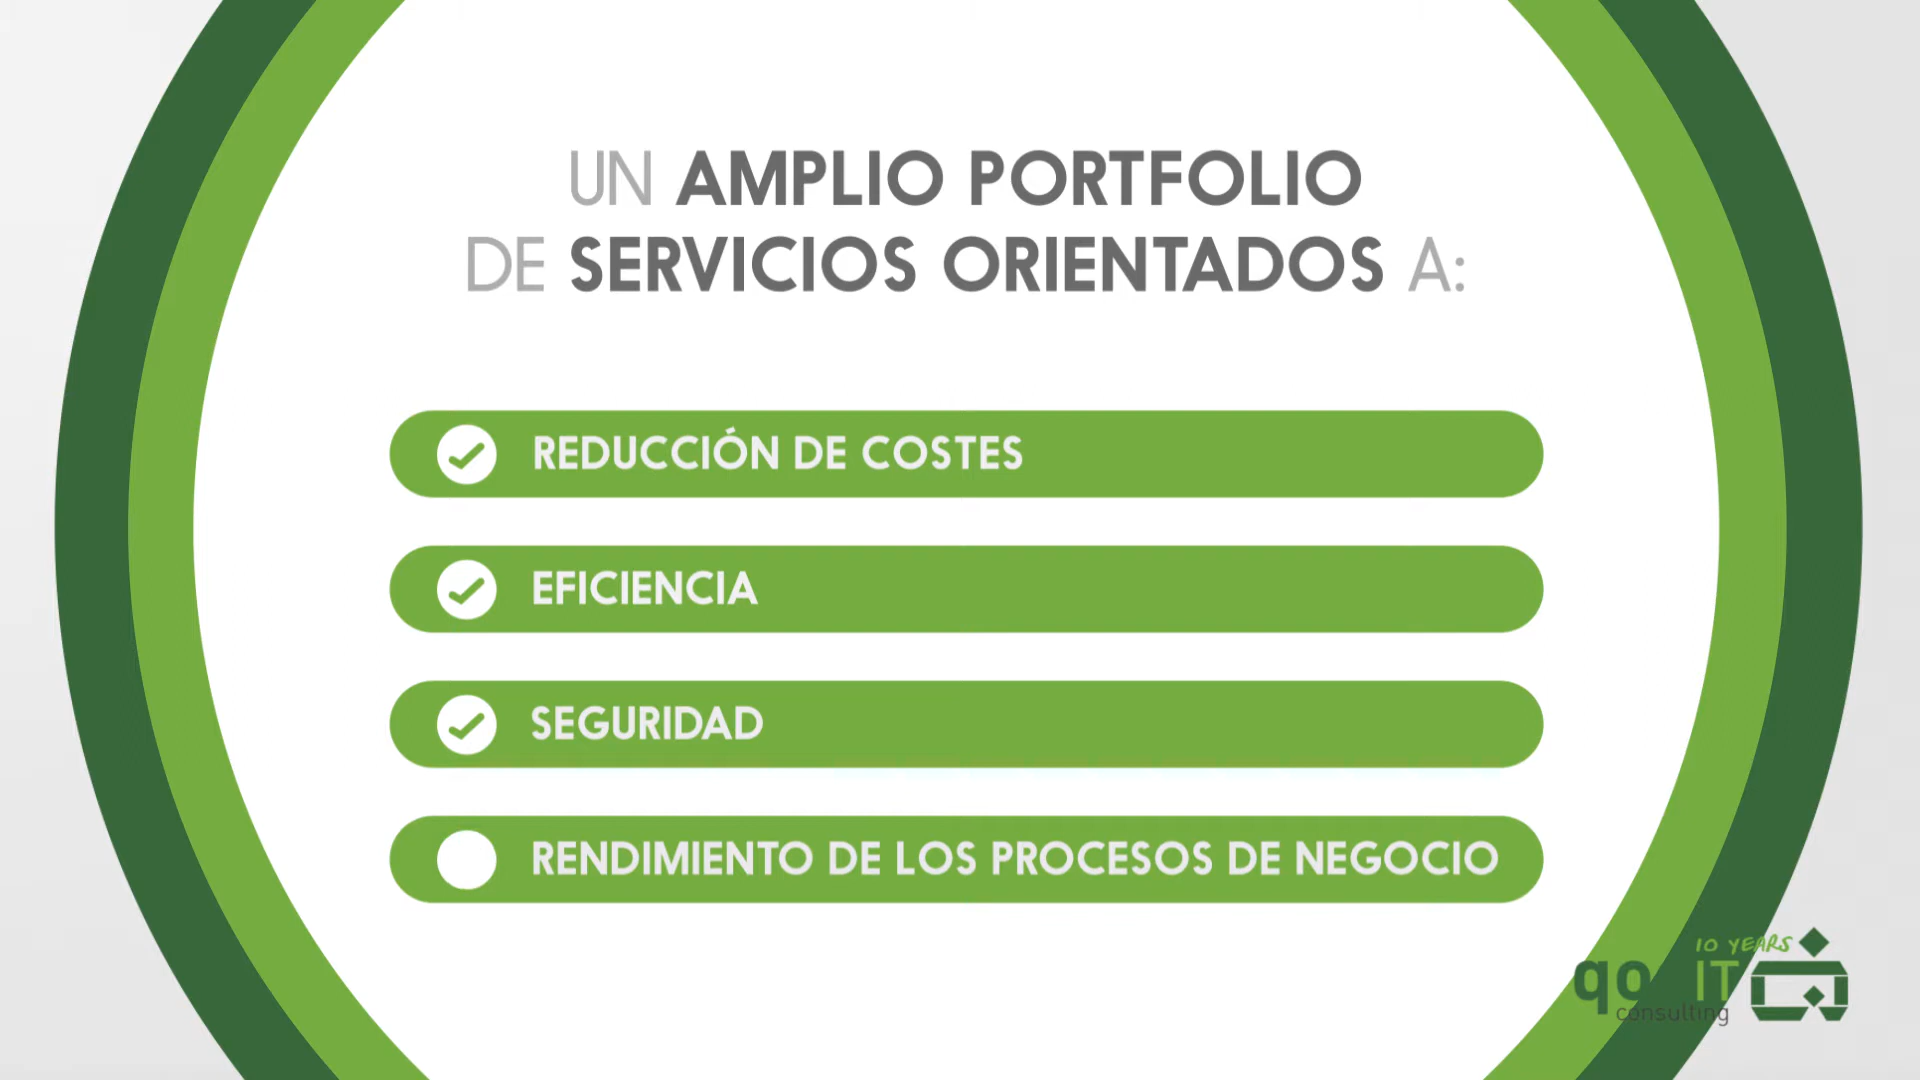 UN AMPLIO PORTFOLIO
DE SERVICIOS ORIENTADOS A:
REDUCCIÓN DE COSTES
EFICIENCIA
SEGURIDAD
RENDIMIENTO DE LOS PROCESOS DE NEGOCIO
10 YEARS
IT
consulting